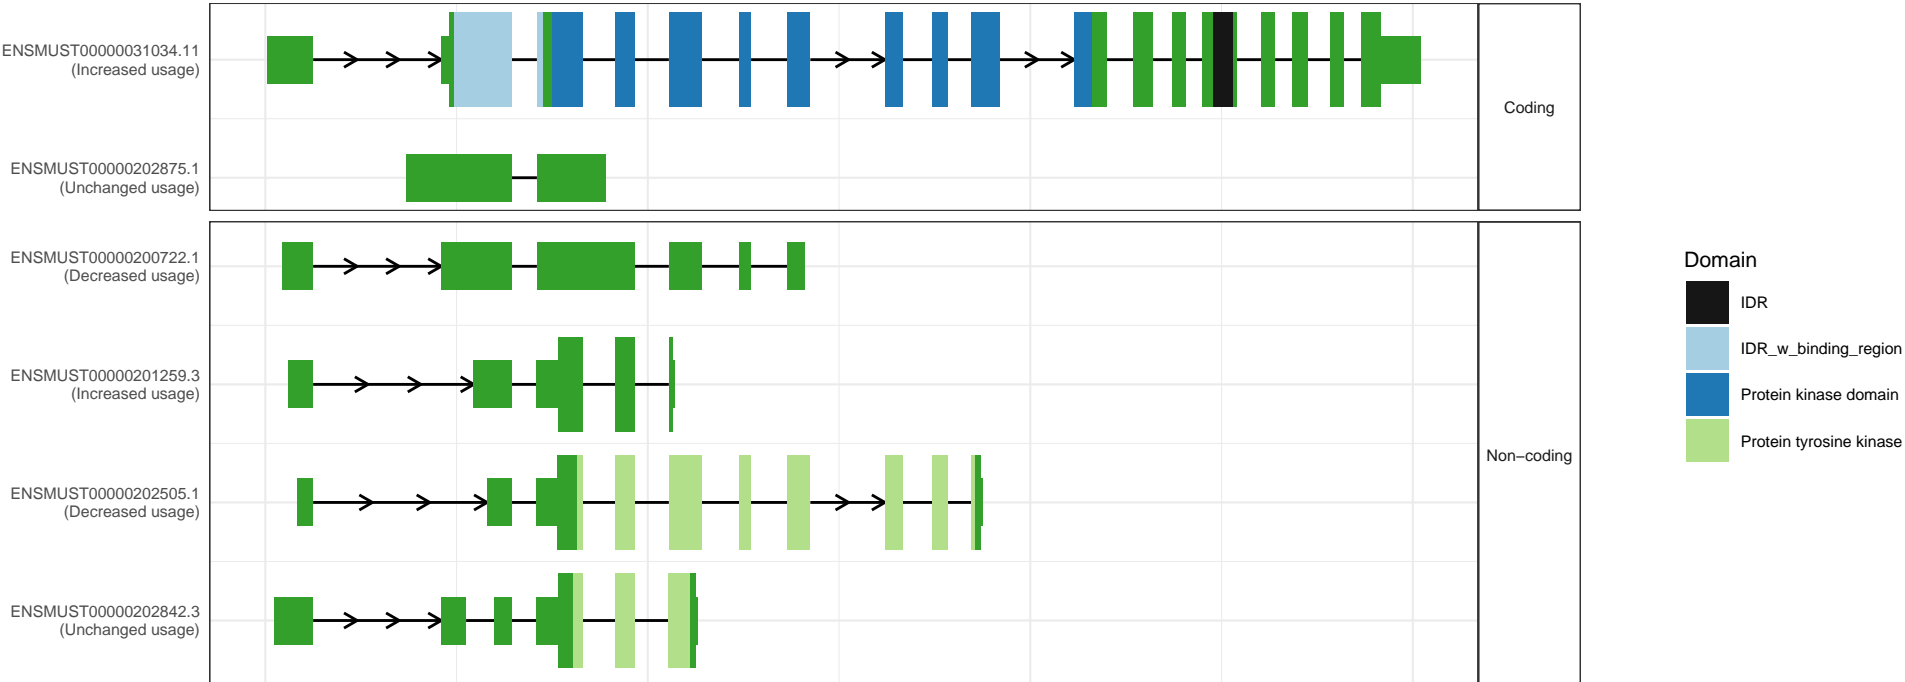 ENSMUST00000031034.11
(Increased usage)
ENSMUST00000202875.1
(Unchanged usage)
Coding
ENSMUST00000200722.1
(Decreased usage)
ENSMUST00000201259.3
(Increased usage)
ENSMUST00000202505.1
(Decreased usage)
ENSMUST00000202842.3
(Unchanged usage)
Non−coding
Domain
IDR
IDR_w_binding_region
Protein kinase domain
Protein tyrosine kinase